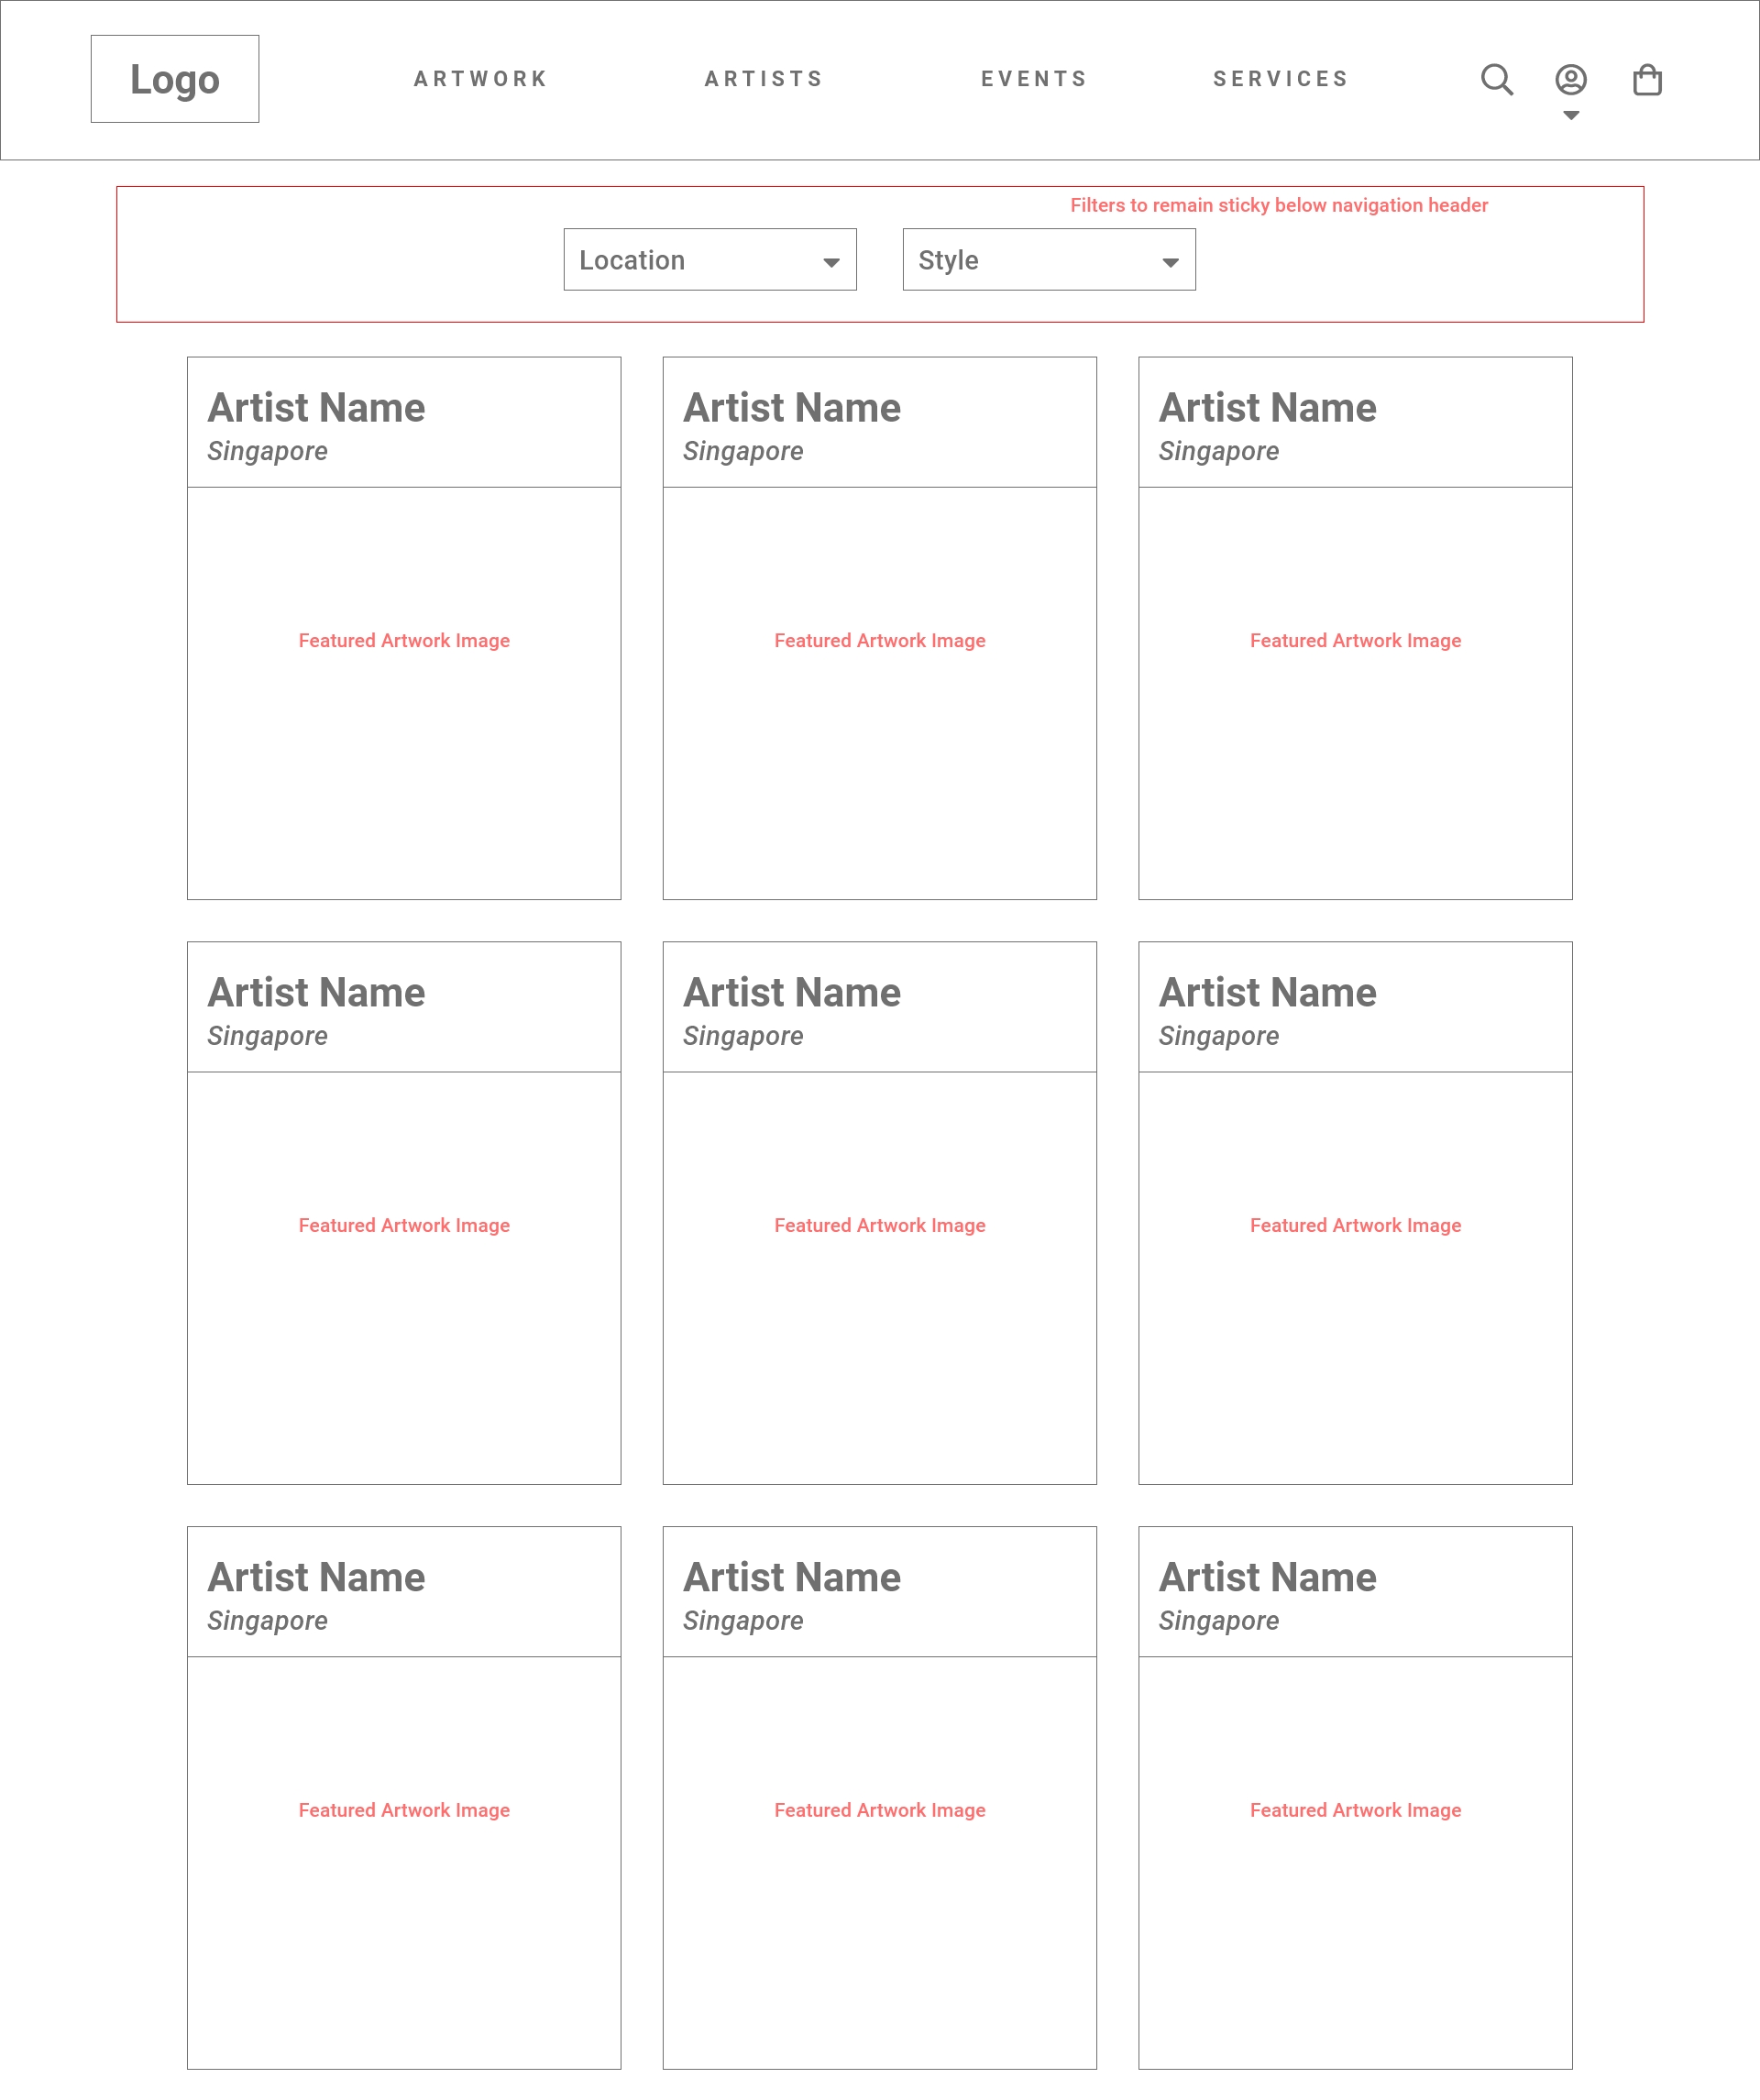 Logo
ARTWORK
ARTISTS
EVENTS
SERVICES
Filters to remain sticky below navigation header
Location
Style
Artist Name
Singapore
Featured Artwork Image
Artist Name
Singapore
Featured Artwork Image
Artist Name
Singapore
Featured Artwork Image
Artist Name
Singapore
Featured Artwork Image
Artist Name
Singapore
Featured Artwork Image
Artist Name
Singapore
Featured Artwork Image
Artist Name
Singapore
Featured Artwork Image
Artist Name
Singapore
Featured Artwork Image
Artist Name
Singapore
Featured Artwork Image